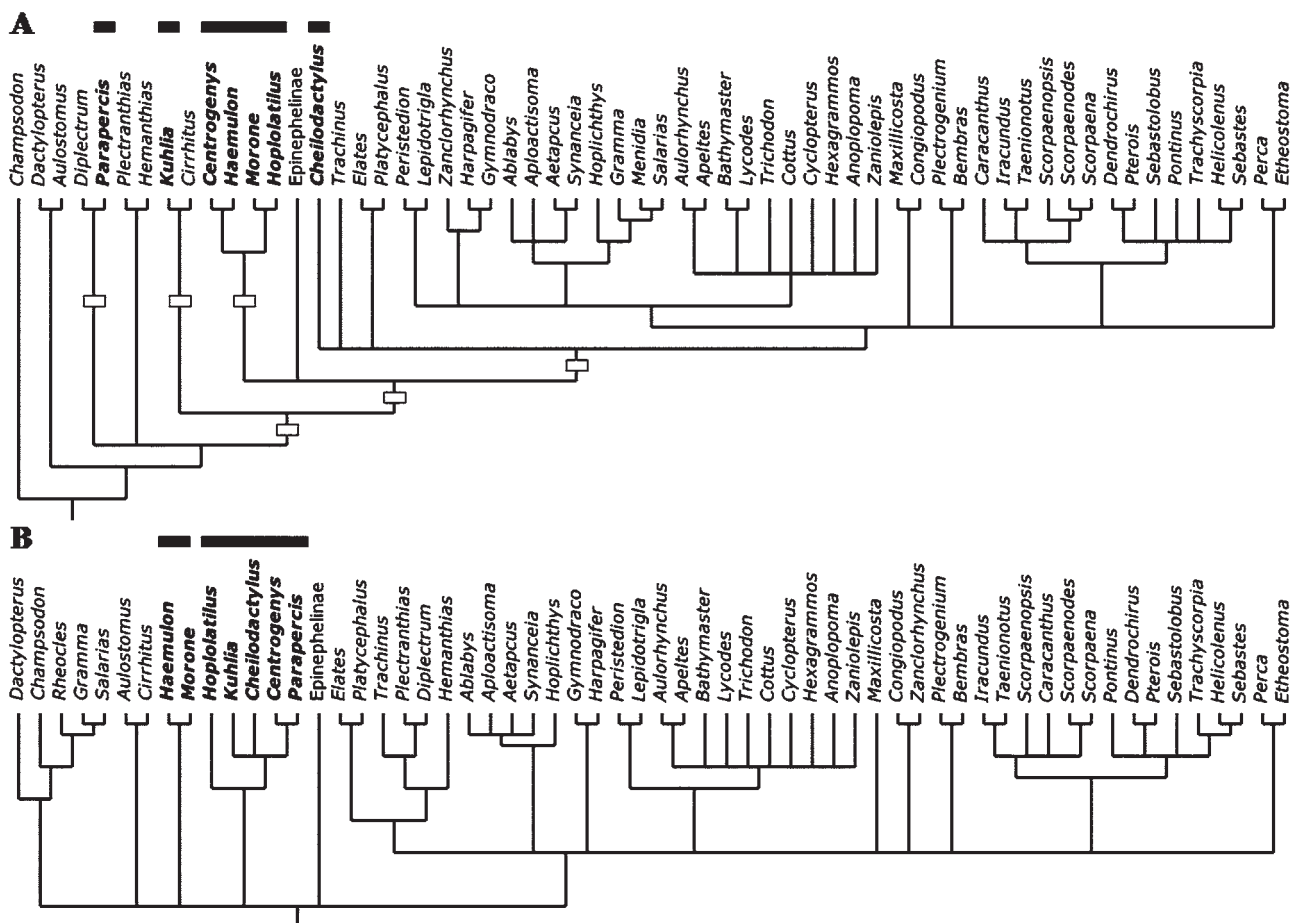 A
Champsodon
Dactylopterus
Aulostomus
Diplectrum
Parapercis
Plectranthias
Hemanthias
Kuhlia
Cirrhitus
Centrogenys
Haemulon
Morone
Hoplolatilus
Epinephelinae
Cheilodactylus
Trachinus
Elates
Platycephalus
Peristedion
Lepidotrigla
Zanclorhynchus
Harpagifer
Gymnodraco
Ablabys
Aploactisoma
Aetapcus
Synanceia
Hoplichthys
Gramma
Menidia
Salarias
Aulorhynchus
Apeltes
Bathymaster
Lycodes
Trichodon
Cottus
Cyclopterus
Hexagrammos
Anoplopoma
Zaniolepis
Maxillicosta
Congiopodus
Plectrogenium
Bembras
Caracanthus
Iracundus
Taenionotus
Scorpaenopsis
Scorpaenodes
Scorpaena
Dendrochirus
Pterois
Sebastolobus
Pontinus
Trachyscorpia
Helicolenus
Sebastes
Perca
Etheostoma
B
Dactylopterus
Champsodon
Rheocles
Gramma
Salarias
Aulostomus
Cirrhitus
Haemulon
Morone
Hoplolatilus
Kuhlia
Cheilodactylus
Centrogenys
Parapercis
Epinephelinae
Elates
Platycephalus
Trachinus
Plectranthias
Diplectrum
Hemanthias
Ablabys
Aploactisoma
Aetapcus
Synanceia
Hoplichthys
Gymnodraco
Harpagifer
Peristedion
Lepidotrigla
Aulorhynchus
Apeltes
Bathymaster
Lycodes
Trichodon
Cottus
Cyclopterus
Hexagrammos
Anoplopoma
Zaniolepis
Maxillicosta
Congiopodus
Zanclorhynchus
Plectrogenium
Bembras
Iracundus
Taenionotus
Scorpaenopsis
Caracanthus
Scorpaenodes
Scorpaena
Pontinus
Dendrochirus
Pterois
Sebastolobus
Trachyscorpia
Helicolenus
Sebastes
Perca
Etheostoma